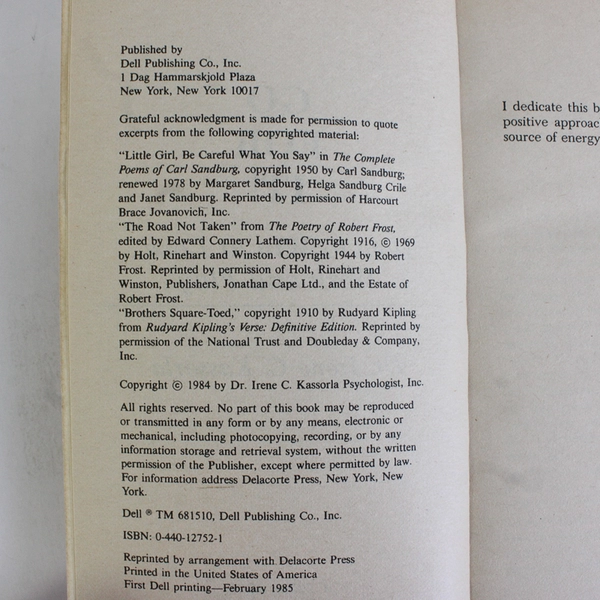 Published by
Dell Publishing Co., Inc.
1 Dag Hammarskjold Plaza
New York, New York 10017
Grateful acknowledgment is made for permission to quote
excerpts from the following copyrighted material:
"Little Girl, Be Careful What You Say" in The Complete
Poems of Carl Sandburg, copyright 1950 by Carl Sandburg;
renewed 1978 by Margaret Sandburg, Helga Sandburg Crile
and Janet Sandburg. Reprinted by permission of Harcourt
Brace Jovanovich, Inc.
"The Road Not Taken" from The Poetry of Robert Frost,
edited by Edward Connery Lathem. Copyright 1916, © 1969
by Holt, Rinehart and Winston. Copyright 1944 by Robert
Frost. Reprinted by permission of Holt, Rinehart and
Winston, Publishers, Jonathan Cape Ltd., and the Estate of
Robert Frost.
"Brothers Square-Toed," copyright 1910 by Rudyard Kipling
from Rudyard Kipling's Verse: Definitive Edition. Reprinted by
permission of the National Trust and Doubleday & Company,
Inc.
Copyright © 1984 by Dr. Irene C. Kassorla Psychologist, Inc.
All rights reserved. No part of this book may be reproduced
or transmitted in any form or by any means, electronic or
mechanical, including photocopying, recording, or by any
information storage and retrieval system, without the written
permission of the Publisher, except where permitted by law.
For information address Delacorte Press, New York, New
York.
Dell ® TM 681510, Dell Publishing Co., Inc.
ISBN: 0-440-12752-1
Reprinted by arrangement with Delacorte Press
Printed in the United States of America
First Dell printing—February 1985
I dedicate this b
positive approac
source of energy